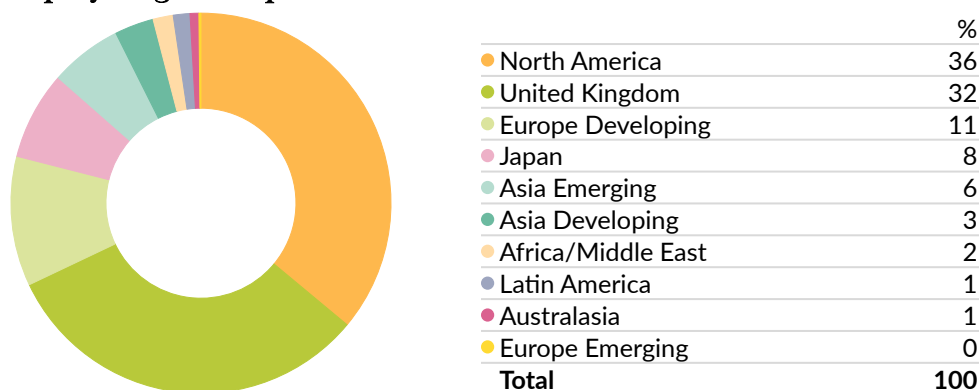 %
North America 36
United Kingdom 32
Europe Developing 11
Japan 8
Asia Emerging 6
Asia Developing 3
Africa/Middle East 2
Latin America 1
Australasia 1
Europe Emerging 0
Total 100